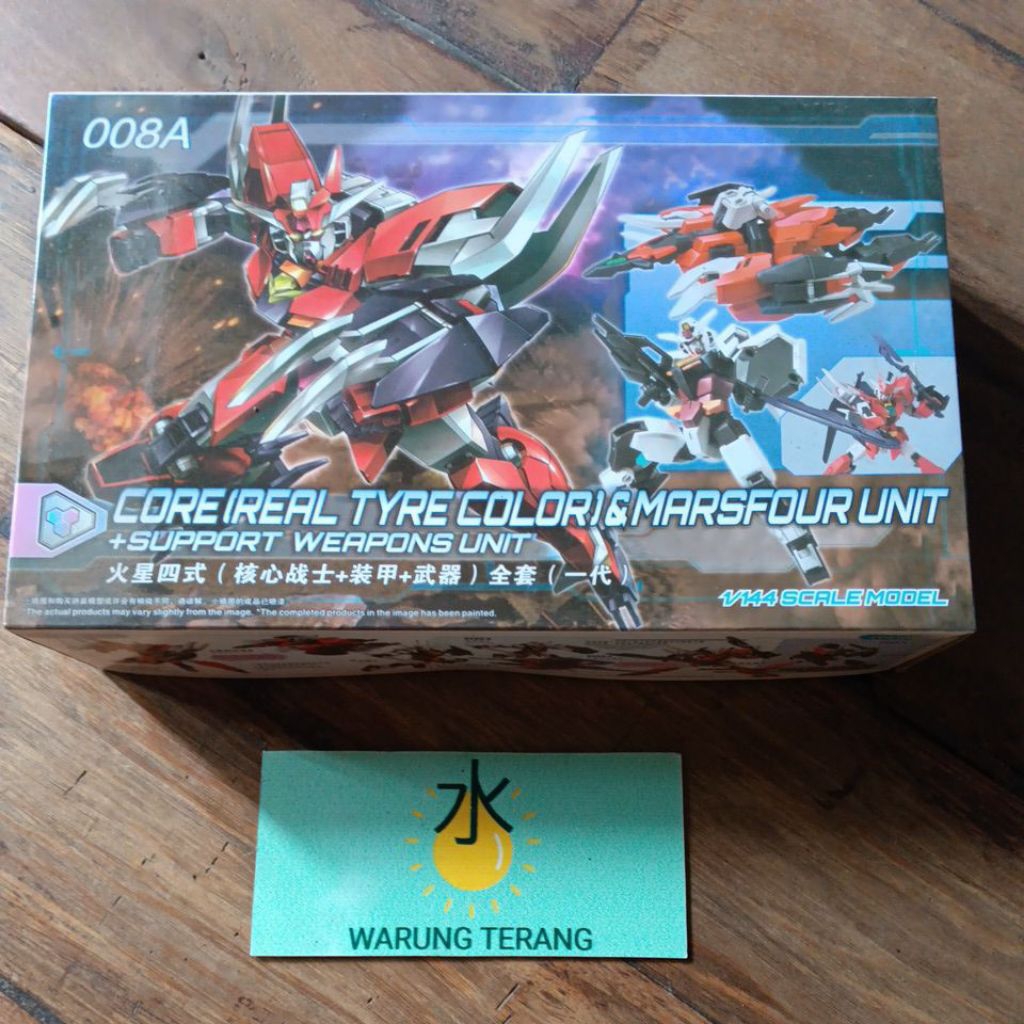 008A
CORE(REAL TYRE COLOR)&MARSFOUR UNIT
+SUPPORT WEAPONS UNIT
火星四式（核心战士+装甲+武器）全套（一代）
The actual products may vary slightly from the image. *The completed products in the image has been painted.
1/144 SCALE MODEL
水
WARUNG TERANG